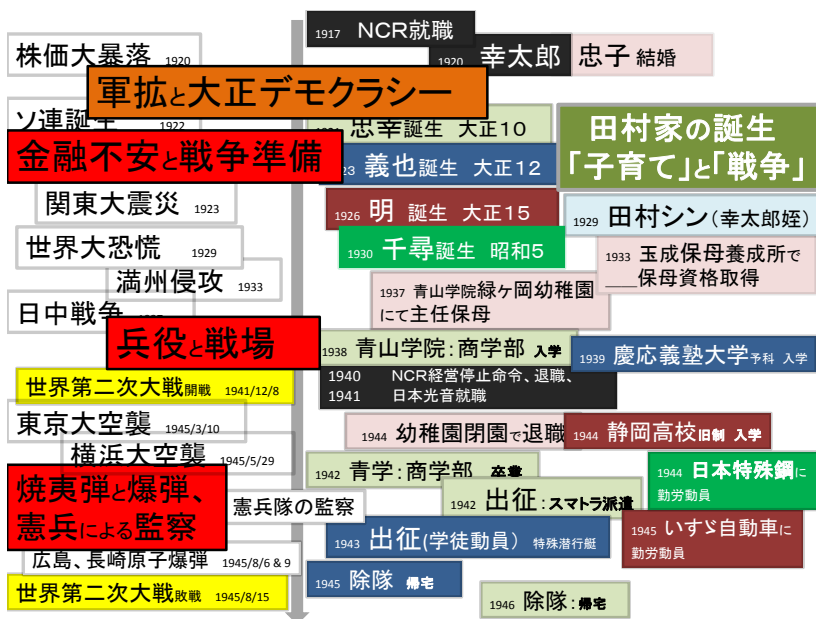 1917 NCR就職
株価大暴落 1920
1920 幸太郎 忠子 結婚
軍拡と大正デモクラシー
ソ連誕生 1922
忠幸誕生 大正10
田村家の誕生
「子育て」と「戦争」
金融不安と戦争準備
義也誕生 大正12
関東大震災 1923
1926 明 誕生 大正15
1929 田村シン(幸太郎姪)
世界大恐慌 1929
1930 千尋誕生 昭和5
1933 玉成保母養成所で
＿＿保母資格取得
満州侵攻 1933
1937 青山学院緑ヶ岡幼稚園
にて主任保母
日中戦争
兵役と戦場
1938 青山学院:商学部 入学
1939 慶応義塾大学予科 入学
世界第二次大戦開戦 1941/12/8
1940 NCR経営停止命令、退職、
1941 日本光音就職
東京大空襲 1945/3/10
1944 幼稚園閉園で退職
1944 静岡高校旧制 入学
横浜大空襲 1945/5/29
1942 青学:商学部 卒業
1944 日本特殊鋼に
勤労動員
焼夷弾と爆弾、
憲兵による監察
憲兵隊の監察
1942 出征:スマトラ派遣
1943 出征(学徒動員) 特殊潜行艇
1945 いすゞ自動車に
勤労動員
広島、長崎原子爆弾 1945/8/6 & 9
世界第二次大戦敗戦 1945/8/15
1945 除隊 帰宅
1946 除隊:帰宅